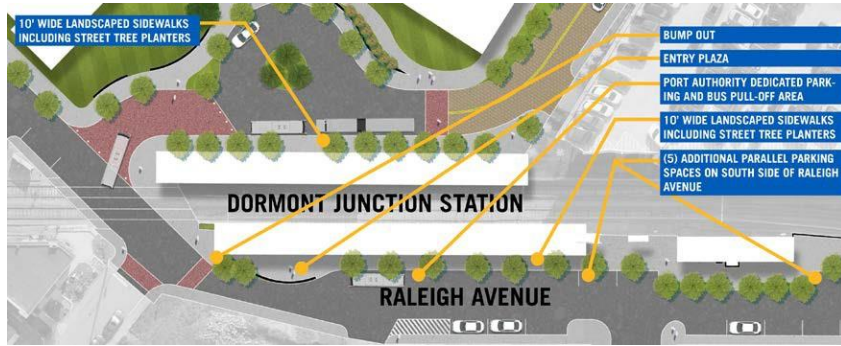 10' WIDE LANDSCAPED SIDEWALKS
INCLUDING STREET TREE PLANTERS
BUMP OUT
ENTRY PLAZA
PORT AUTHORITY DEDICATED PARK-
ING AND BUS PULL-OFF AREA
10' WIDE LANDSCAPED SIDEWALKS
INCLUDING STREET TREE PLANTERS
(5) ADDITIONAL PARALLEL PARKING
SPACES ON SOUTH SIDE OF RALEIGH
AVENUE
DORMONT JUNCTION STATION
RALEIGH AVENUE